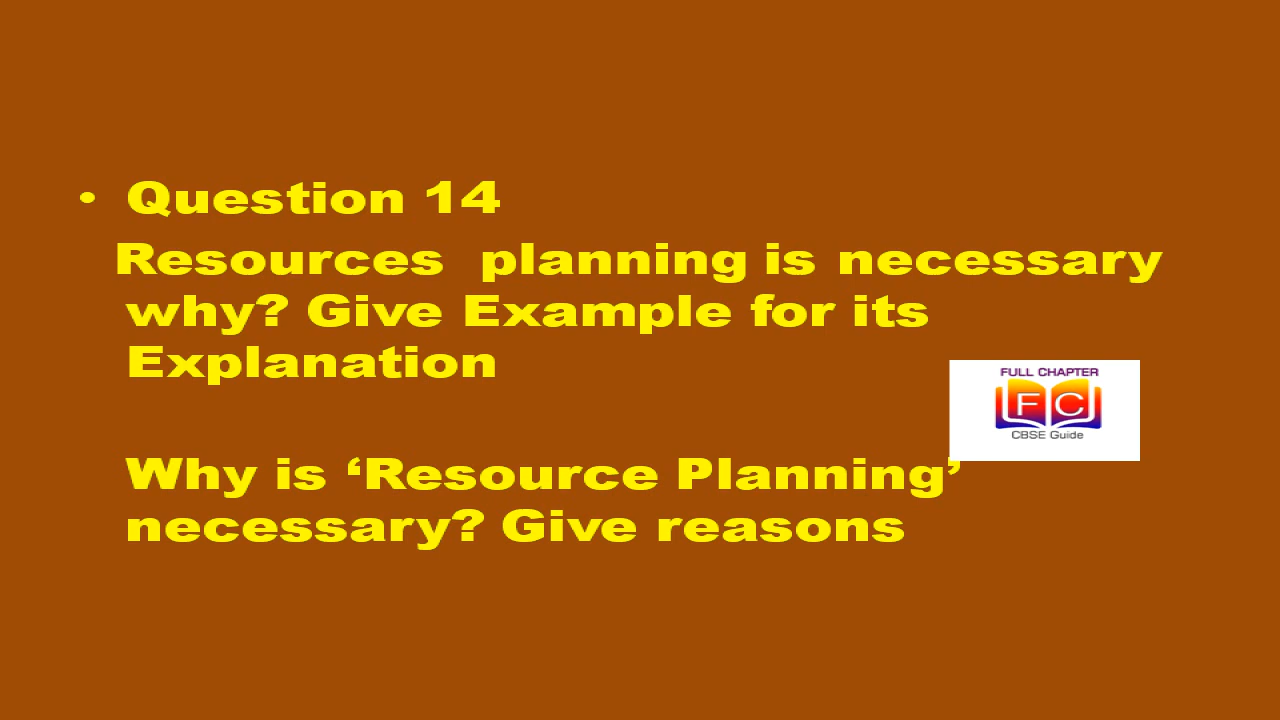 • Question 14
Resources planning is necessary
why? Give Example for its
Explanation
FULL CHAPTER
FC
CBSE Guide
Why is ‘Resource Planning’
necessary? Give reasons